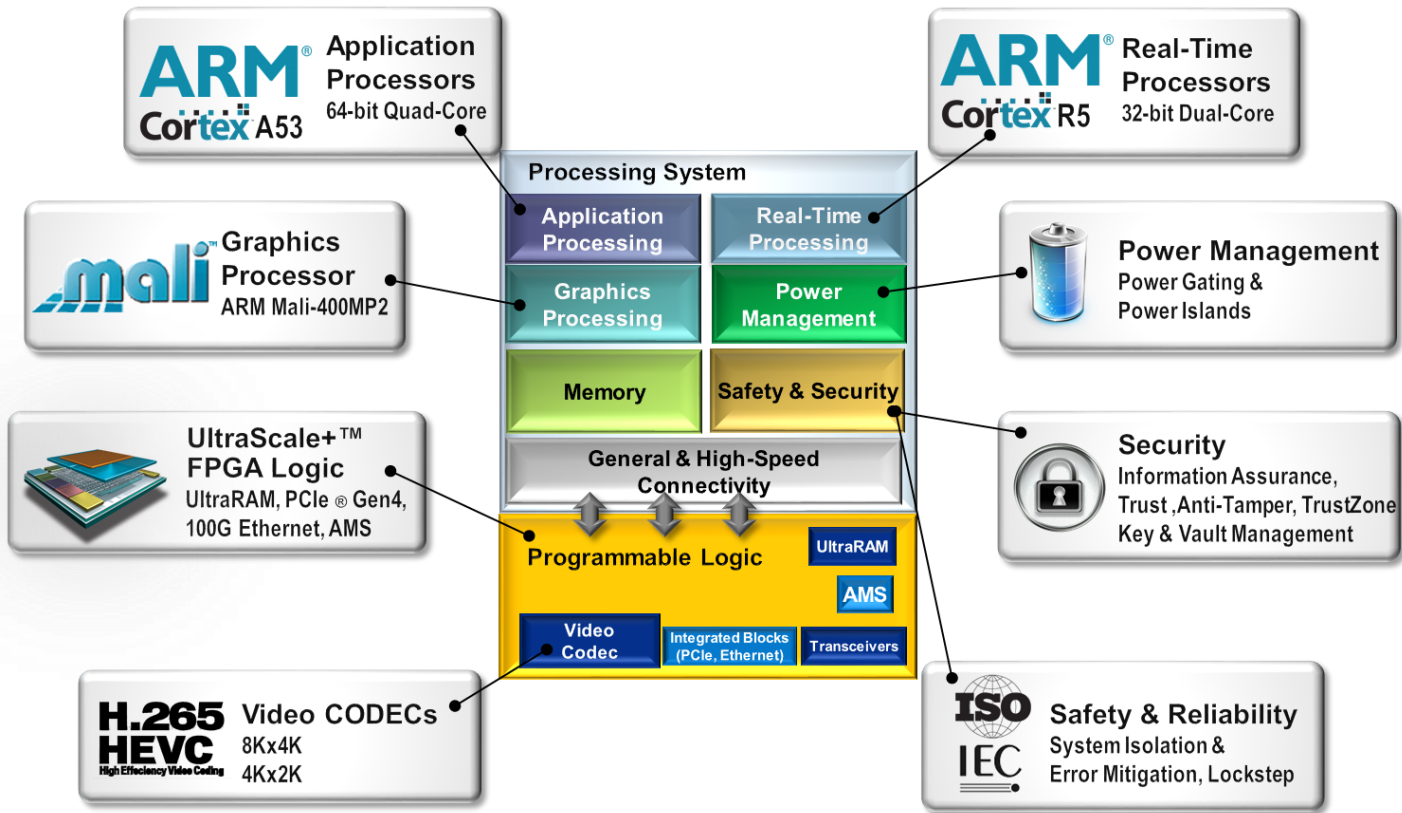 ARM®
Cortex™ A53
Application
Processors
64-bit Quad-Core
ARM®
Cortex™ R5
Real-Time
Processors
32-bit Dual-Core
mali™
Graphics
Processor
ARM Mali-400MP2
Processing System
Application
Processing
Real-Time
Processing
Graphics
Processing
Power
Management
Memory
Safety & Security
General & High-Speed
Connectivity
Programmable Logic
UltraRAM
AMS
Video
Codec
Integrated Blocks
(PCIe, Ethernet)
Transceivers
Power Management
Power Gating &
Power Islands
UltraScale+™
FPGA Logic
UltraRAM, PCIe ® Gen4,
100G Ethernet, AMS
Security
Information Assurance,
Trust ,Anti-Tamper, TrustZone
Key & Vault Management
H.265
HEVC
High Effeciency Video Coding
Video CODECs
8Kx4K
4Kx2K
ISO
IEC
Safety & Reliability
System Isolation &
Error Mitigation, Lockstep